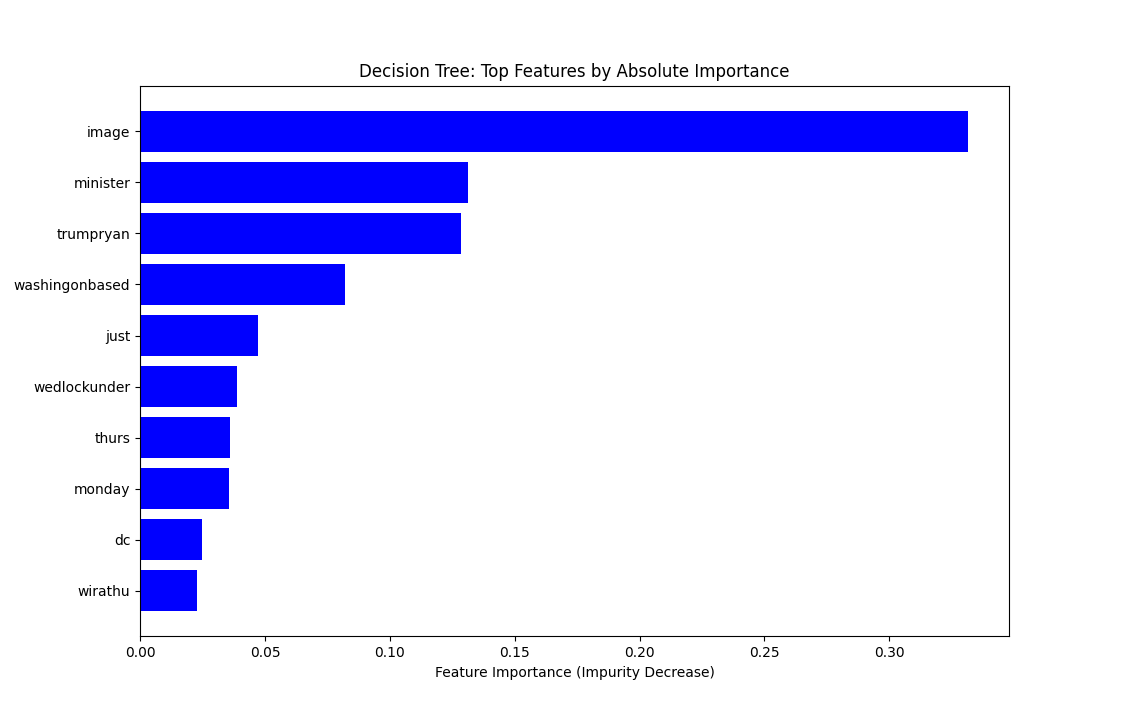 Decision Tree: Top Features by Absolute Importance
image
minister
trumpryan
washingonbased
just
wedlockunder
thurs
monday
dc
wirathu
0.00 0.05 0.10 0.15 0.20 0.25 0.30
Feature Importance (Impurity Decrease)